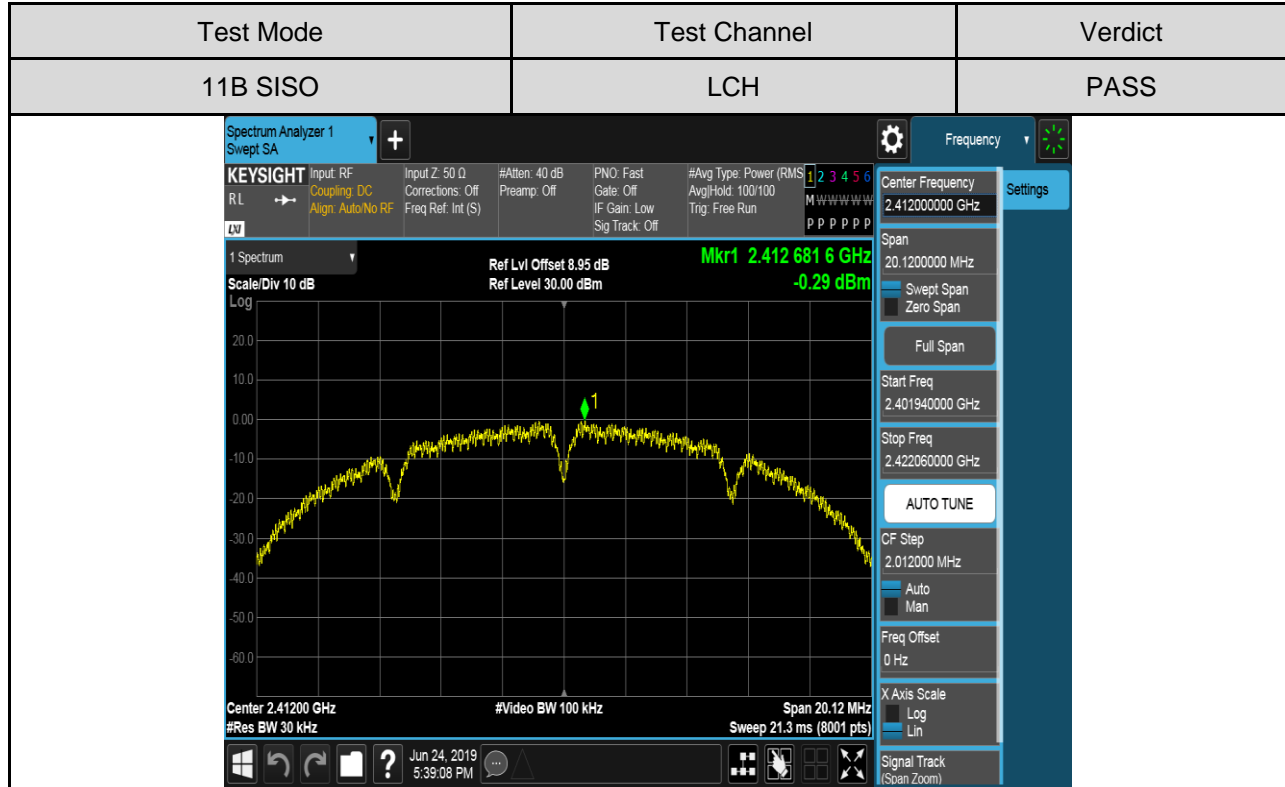 Test Mode Test Channel Verdict
11B SISO LCH PASS
Spectrum Analyzer 1
Swept SA
+
Frequency
KEYSIGHT
RL
LXI
Input: RF
Coupling: DC
Align: Auto/No RF
Input Z: 50 Ω
Corrections: Off
Freq Ref: Int (S)
#Atten: 40 dB
Preamp: Off
PNO: Fast
Gate: Off
IF Gain: Low
Sig Track: Off
#Avg Type: Power (RMS
Avg|Hold: 100/100
Trig: Free Run
1 2 3 4 5 6
M W W W W W
P P P P P P
1 Spectrum
Scale/Div 10 dB
Ref Lvl Offset 8.95 dB
Ref Level 30.00 dBm
Mkr1 2.412 681 6 GHz
-0.29 dBm
Log
20.0
10.0
0.00
-10.0
-20.0
-30.0
-40.0
-50.0
-60.0
1
Center 2.41200 GHz
#Res BW 30 kHz
#Video BW 100 kHz
Span 20.12 MHz
Sweep 21.3 ms (8001 pts)
?
Jun 24, 2019
5:39:08 PM
Center Frequency
2.412000000 GHz
Settings
Span
20.1200000 MHz
Swept Span
Zero Span
Full Span
Start Freq
2.401940000 GHz
Stop Freq
2.422060000 GHz
AUTO TUNE
CF Step
2.012000 MHz
Auto
Man
Freq Offset
0 Hz
X Axis Scale
Log
Lin
Signal Track
(Span Zoom)